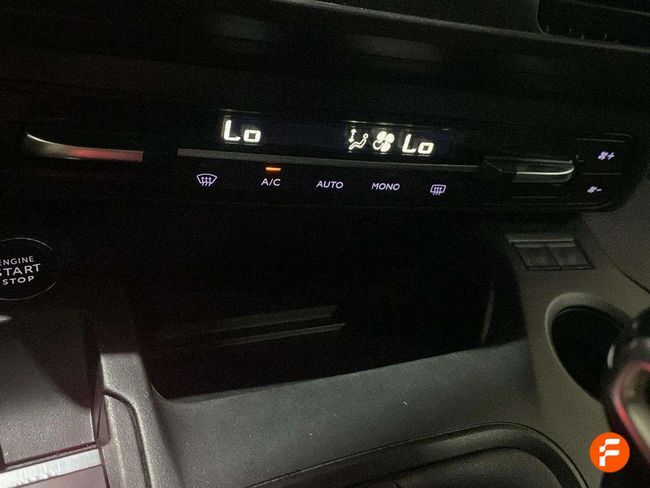 Lo Lo
A/C AUTO MONO
ENGINE
START
STOP